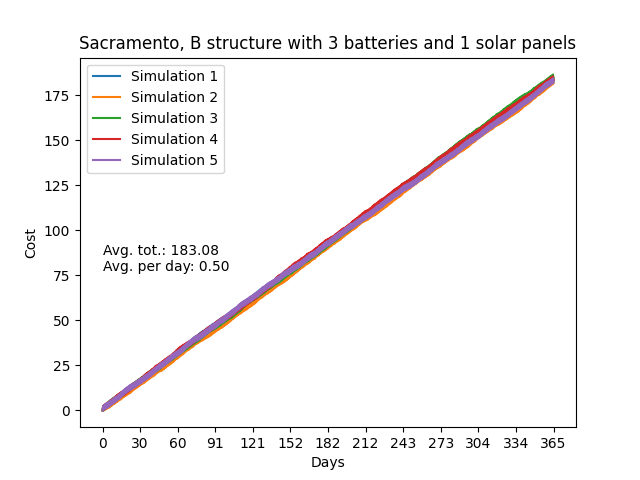 Sacramento, B structure with 3 batteries and 1 solar panels
Simulation 1
Simulation 2
Simulation 3
Simulation 4
Simulation 5
Avg. tot.: 183.08
Avg. per day: 0.50
Cost
175
150
125
100
75
50
25
0
0 30 60 91 121 152 182 212 243 273 304 334 365
Days